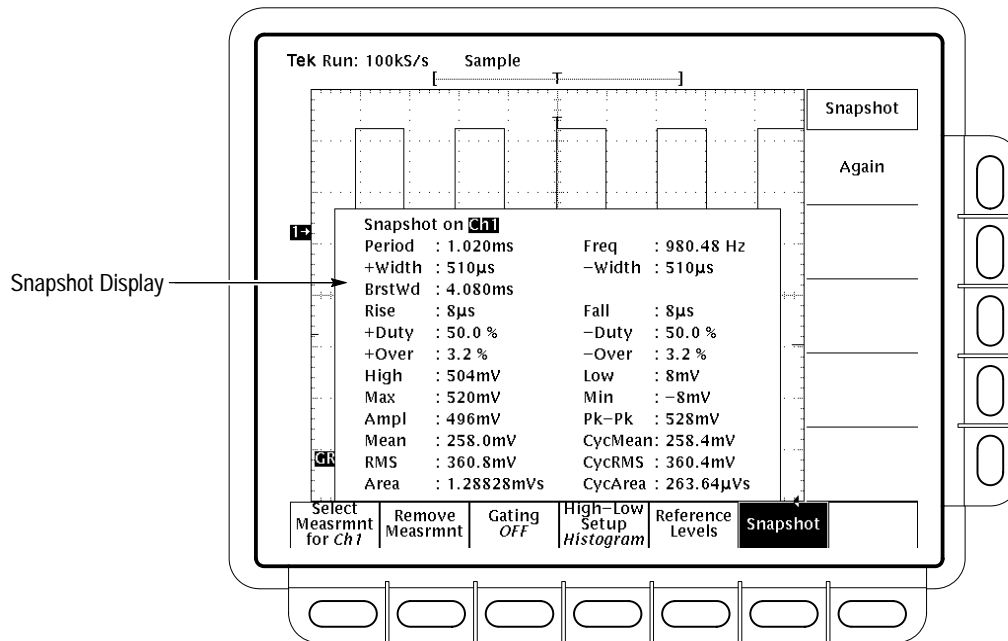 Tek Run: 100kS/s Sample
[ T ]
T
Snapshot
Again
1→
Snapshot Display
Snapshot on Ch1
Period : 1.020ms Freq : 980.48 Hz
+Width : 510µs −Width : 510µs
BrstWd : 4.080ms
Rise : 8µs Fall : 8µs
+Duty : 50.0 % −Duty : 50.0 %
+Over : 3.2 % −Over : 3.2 %
High : 504mV Low : 8mV
Max : 520mV Min : −8mV
Ampl : 496mV Pk−Pk : 528mV
Mean : 258.0mV CycMean: 258.4mV
RMS : 360.8mV CycRMS : 360.4mV
Area : 1.28828mVs CycArea : 263.64µVs
GR
Select
Measrmnt
for Ch1
Remove
Measrmnt
Gating
OFF
High−Low
Setup
Histogram
Reference
Levels
Snapshot